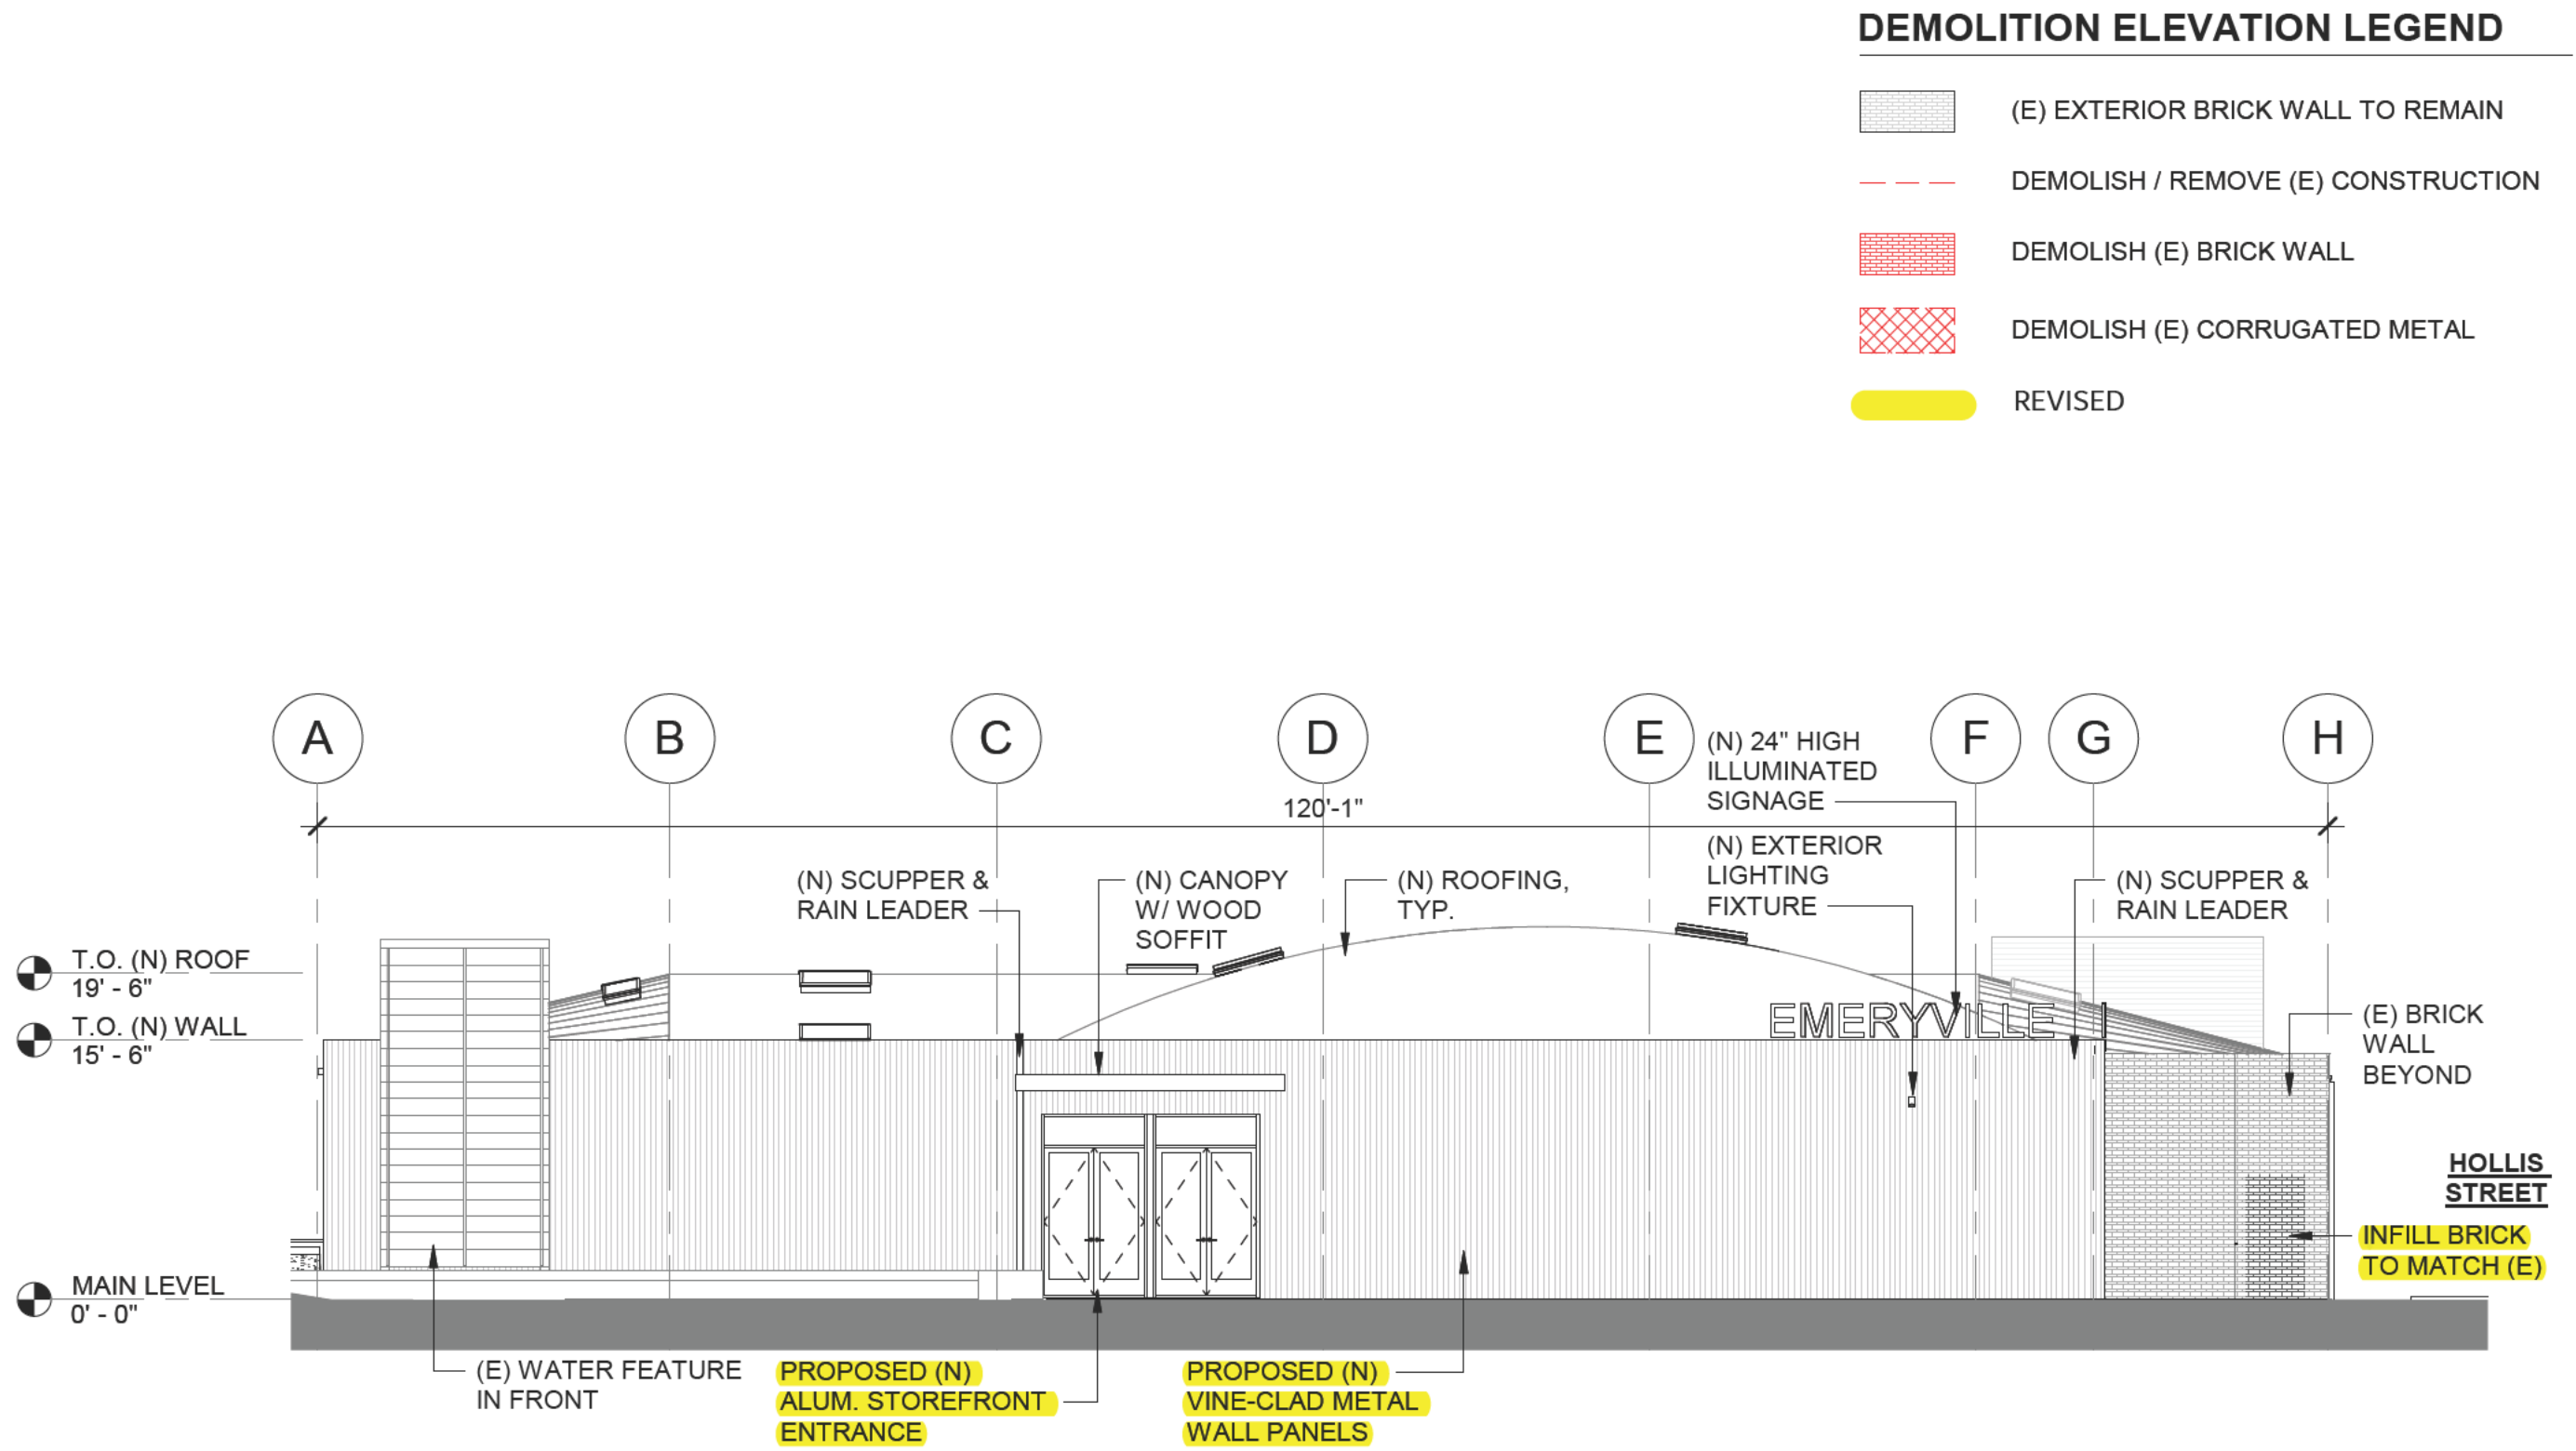 DEMOLITION ELEVATION LEGEND
(E) EXTERIOR BRICK WALL TO REMAIN
DEMOLISH / REMOVE (E) CONSTRUCTION
DEMOLISH (E) BRICK WALL
DEMOLISH (E) CORRUGATED METAL
REVISED
A
B
C
D
E
F
G
H
(N) 24" HIGH
ILLUMINATED
SIGNAGE
120'-1"
(N) EXTERIOR
LIGHTING
FIXTURE
(N) SCUPPER &
RAIN LEADER
(N) CANOPY
W/ WOOD
SOFFIT
(N) ROOFING,
TYP.
(N) SCUPPER &
RAIN LEADER
T.O. (N) ROOF
19' - 6"
T.O. (N) WALL
15' - 6"
EMERYVILLE
(E) BRICK
WALL
BEYOND
HOLLIS
STREET
INFILL BRICK
TO MATCH (E)
MAIN LEVEL
0' - 0"
(E) WATER FEATURE
IN FRONT
PROPOSED (N)
ALUM. STOREFRONT
ENTRANCE
PROPOSED (N)
VINE-CLAD METAL
WALL PANELS